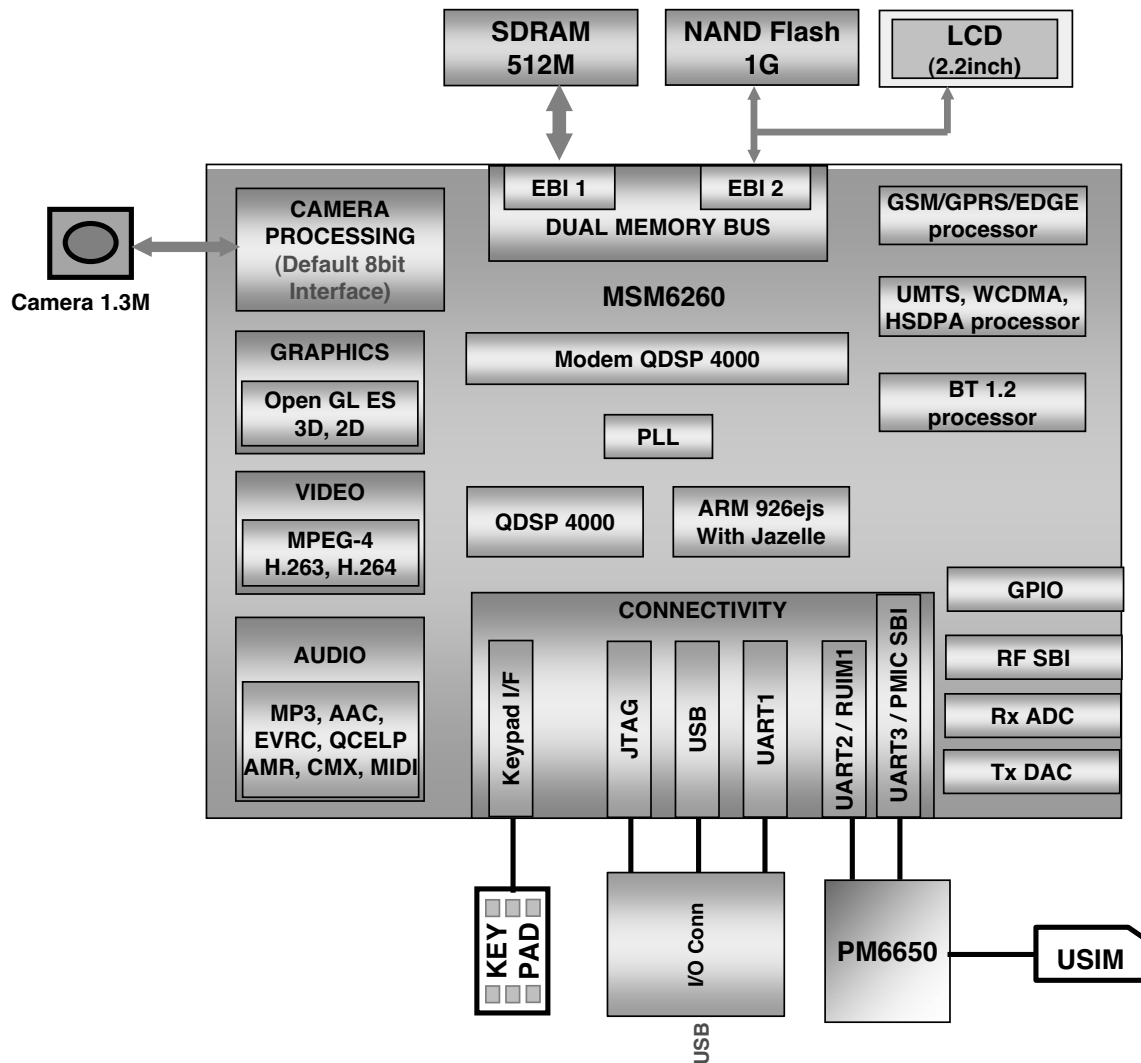 SDRAM
512M
NAND Flash
1G
LCD
(2.2inch)
EBI 1
EBI 2
DUAL MEMORY BUS
CAMERA
PROCESSING
(Default 8bit
Interface)
Camera 1.3M
GSM/GPRS/EDGE
processor
MSM6260
UMTS, WCDMA,
HSDPA processor
GRAPHICS
Open GL ES
3D, 2D
Modem QDSP 4000
BT 1.2
processor
PLL
VIDEO
MPEG-4
H.263, H.264
QDSP 4000
ARM 926ejs
With Jazelle
AUDIO
MP3, AAC,
EVRC, QCELP
AMR, CMX, MIDI
CONNECTIVITY
Keypad I/F
JTAG
USB
UART1
UART2 / RUIM1
UART3 / PMIC SBI
GPIO
RF SBI
Rx ADC
Tx DAC
KEY
PAD
I/O Conn
USB
PM6650
USIM